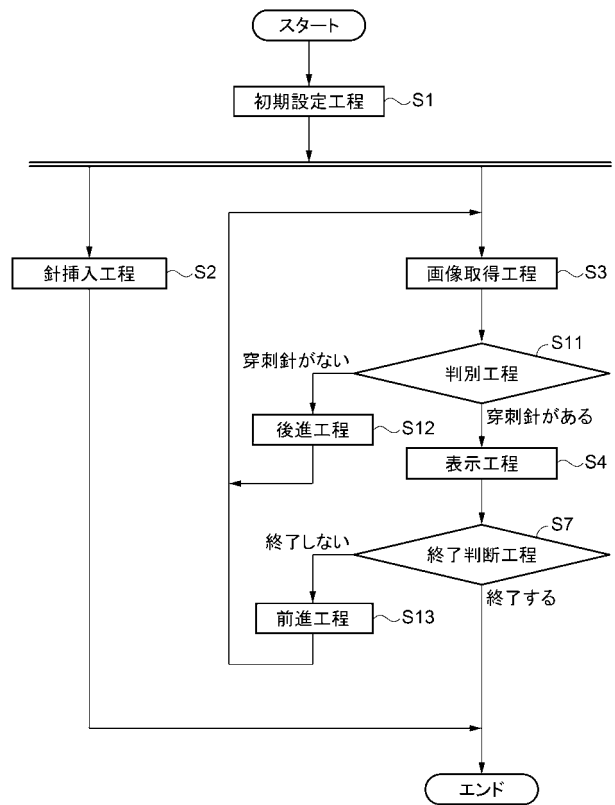 スタート
初期設定工程 S1
針挿入工程 S2
画像取得工程 S3
S11
判別工程
穿刺針がない
穿刺針がある
後進工程 S12
表示工程 S4
S7
終了判断工程
終了しない
終了する
前進工程 S13
エンド